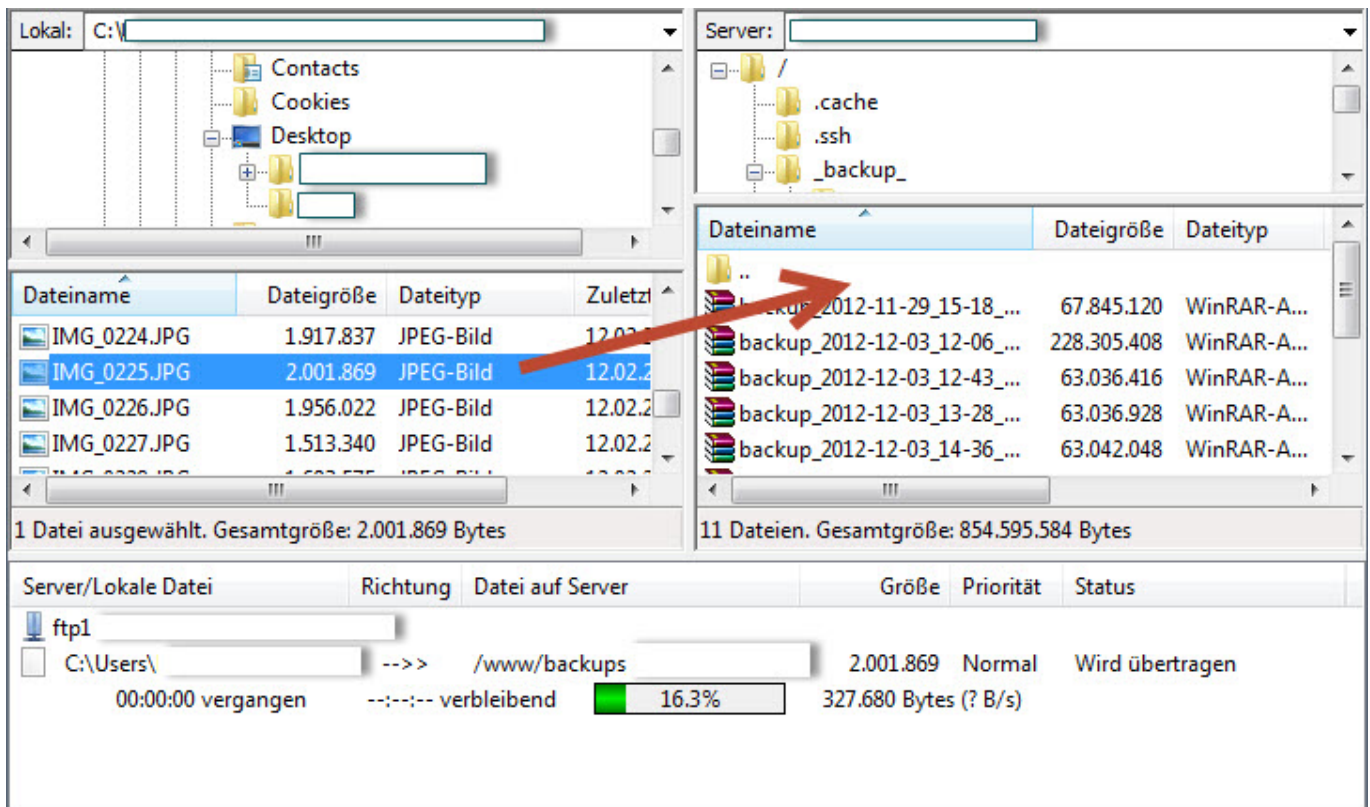 Lokal: C:\
Contacts
Cookies
Desktop
Dateiname Dateigröße Dateityp Zuletzt
IMG_0224.JPG 1.917.837 JPEG-Bild
IMG_0225.JPG 2.001.869 JPEG-Bild 12.02.2
IMG_0226.JPG 1.956.022 JPEG-Bild 12.02.2
IMG_0227.JPG 1.513.340 JPEG-Bild 12.02.2
1 Datei ausgewählt. Gesamtgröße: 2.001.869 Bytes
Server:
/
.cache
.ssh
_backup_
Dateiname Dateigröße Dateityp
..
backup_2012-11-29_15-18_... 67.845.120 WinRAR-A...
backup_2012-12-03_12-06_... 228.305.408 WinRAR-A...
backup_2012-12-03_12-43_... 63.036.416 WinRAR-A...
backup_2012-12-03_13-28_... 63.036.928 WinRAR-A...
backup_2012-12-03_14-36_... 63.042.048 WinRAR-A...
11 Dateien. Gesamtgröße: 854.595.584 Bytes
Server/Lokale Datei Richtung Datei auf Server Größe Priorität Status
ftp1
C:\Users\ -->> /www/backups 2.001.869 Normal Wird übertragen
00:00:00 vergangen --:--:-- verbleibend 16.3% 327.680 Bytes (? B/s)